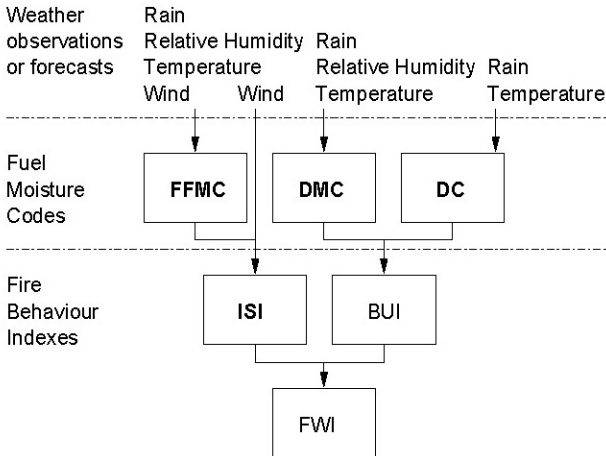 Weather
observations
or forecasts
Rain
Relative Humidity
Temperature
Wind
Wind
Rain
Relative Humidity
Temperature
Rain
Temperature
Fuel
Moisture
Codes
FFMC
DMC
DC
Fire
Behaviour
Indexes
ISI
BUI
FWI